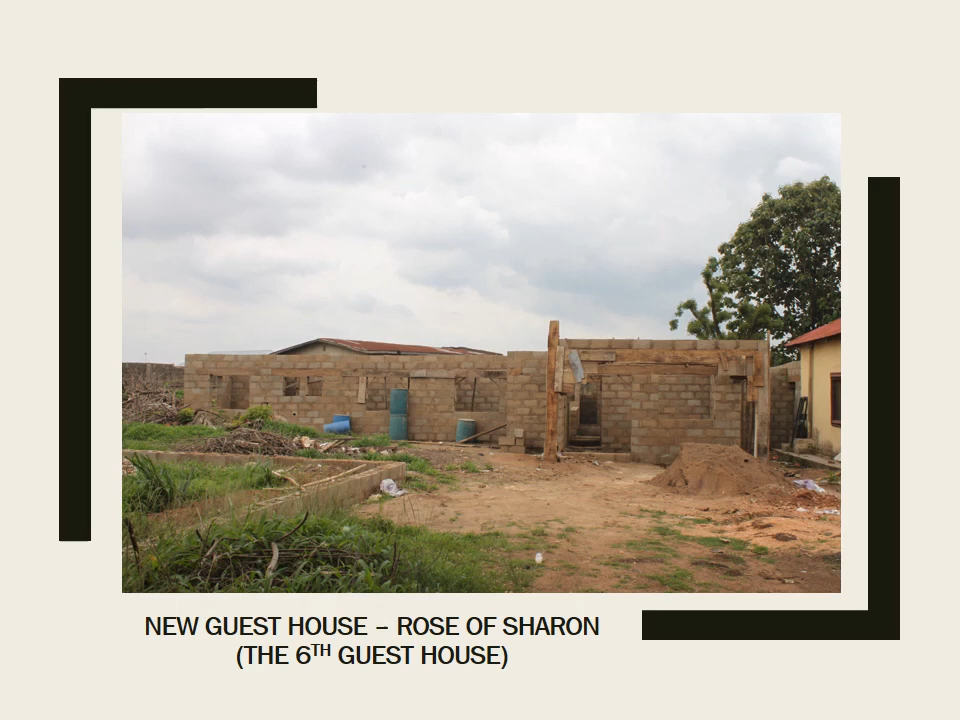 NEW GUEST HOUSE – ROSE OF SHARON
(THE 6TH GUEST HOUSE)